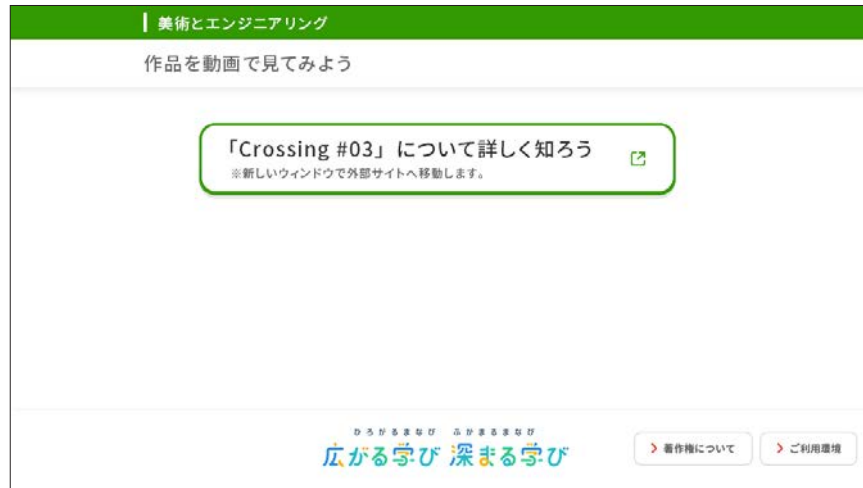 美術とエンジニアリング
作品を動画で見てみよう
「Crossing #03」について詳しく知ろう
※新しいウィンドウで外部サイトへ移動します。
ひろがるまなび ふかまるまなび
広がる学び 深まる学び
著作権について
ご利用環境